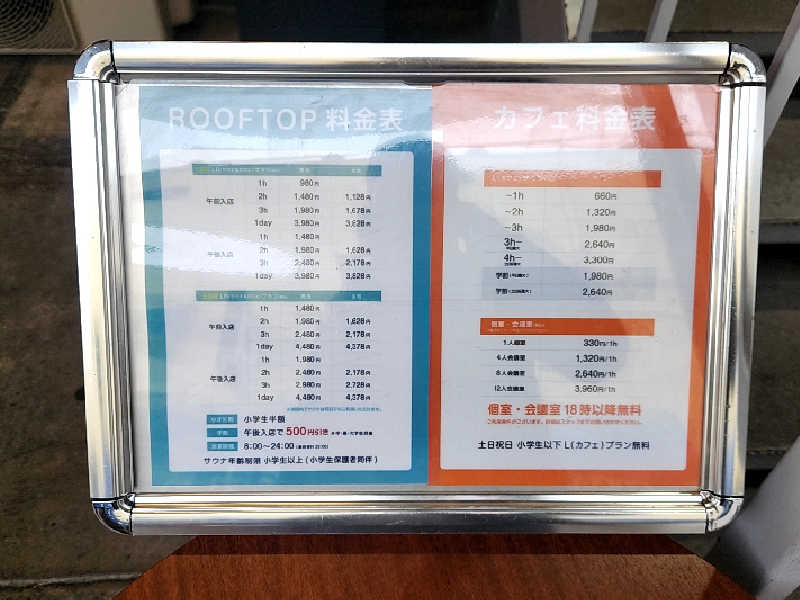 ROOFTOP 料金表
1h 980円
午前入店
2h 1,480円 1,128円
3h 1,980円 1,678円
1day 3,980円 3,828円
1h 1,480円
午後入店
2h 1,980円 1,628円
3h 2,480円 2,178円
1day 3,980円 3,828円
1h 1,480円
午前入店
2h 1,980円 1,628円
3h 2,480円 2,178円
1day 4,480円 4,378円
1h 1,980円
午後入店
2h 2,480円 2,178円
3h 2,980円 2,728円
1day 4,480円 4,378円
小学生半額
学割 午後入店で500円引き
営業時間 8:00〜24:00
サウナ年齢制限 小学生以上(小学生保護者同伴)
カフェ料金表
〜1h 660円
〜2h 1,320円
〜3h 1,980円
3h〜 2,640円
4h〜 3,300円
学割 1,980円
学割 2,640円
個室・会議室
1人個室 330円/1h
4人会議室 1,320円/1h
8人会議室 2,640円/1h
12人会議室 3,960円/1h
個室・会議室 18時以降無料
土日祝日 小学生以下 L(カフェ)プラン無料